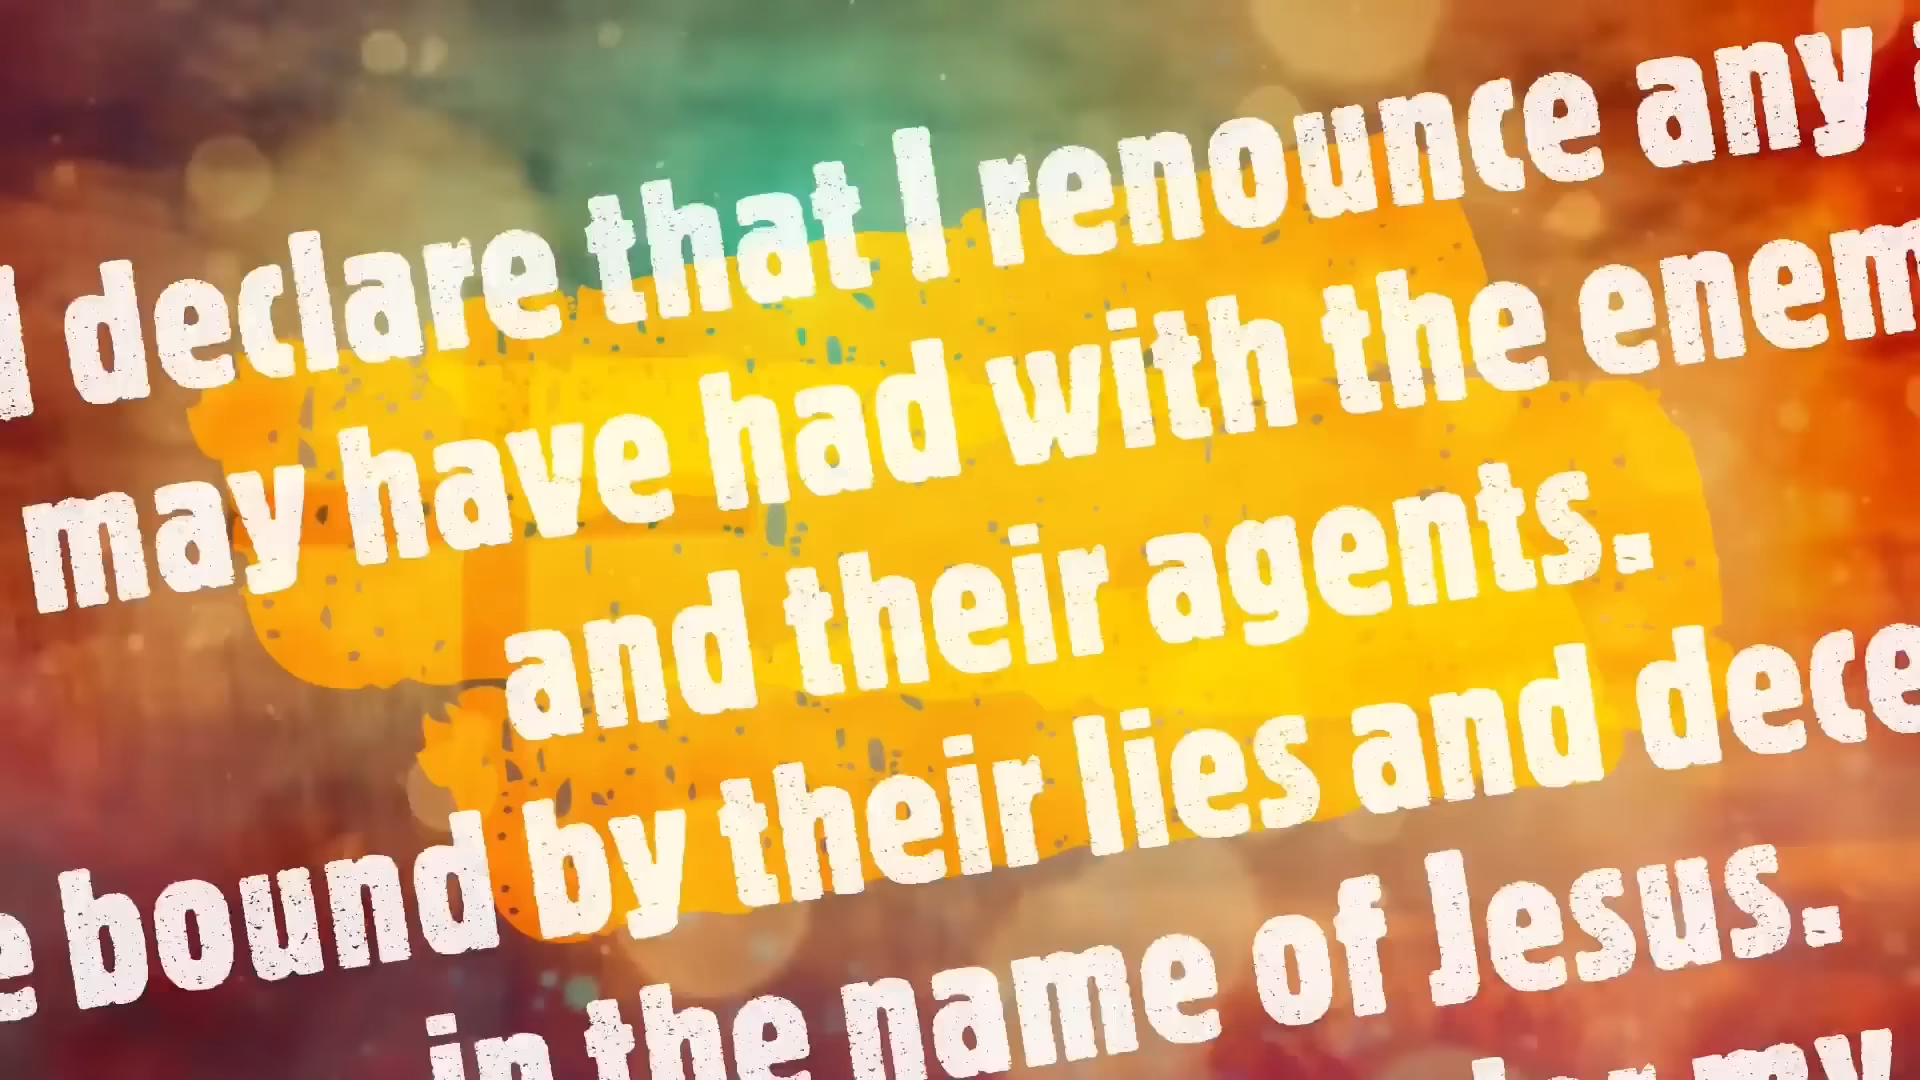 declare that I renounce any
may have had with the enem
and their agents.
e bound by their lies and dece
in the name of Jesus.
my